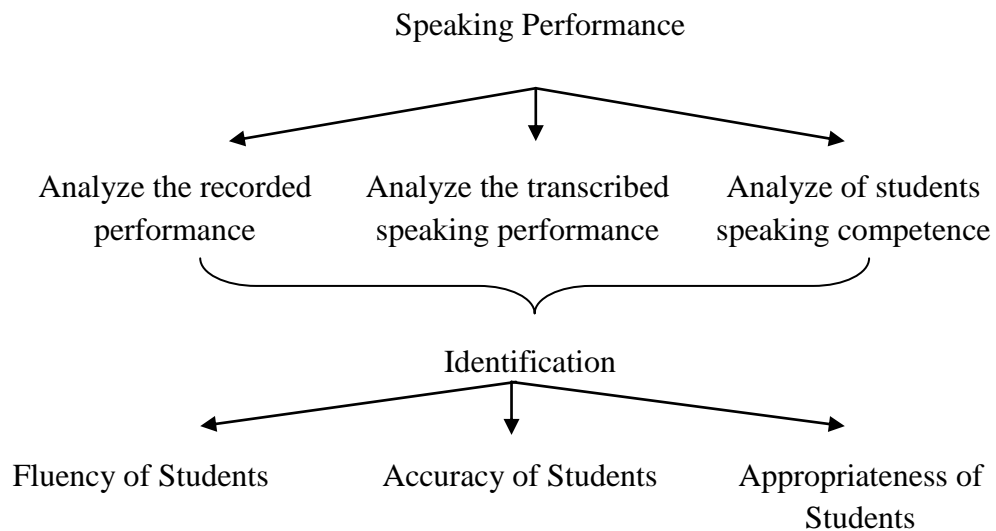 Speaking Performance
Analyze the recorded
performance
Analyze the transcribed
speaking performance
Analyze of students
speaking competence
Identification
Fluency of Students
Accuracy of Students
Appropriateness of
Students